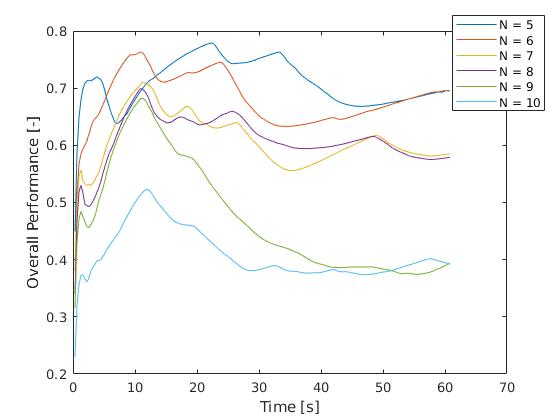 N = 5
N = 6
N = 7
N = 8
N = 9
N = 10
0.8
0.7
0.6
0.5
0.4
0.3
0.2
Overall Performance [-]
0 10 20 30 40 50 60 70
Time [s]